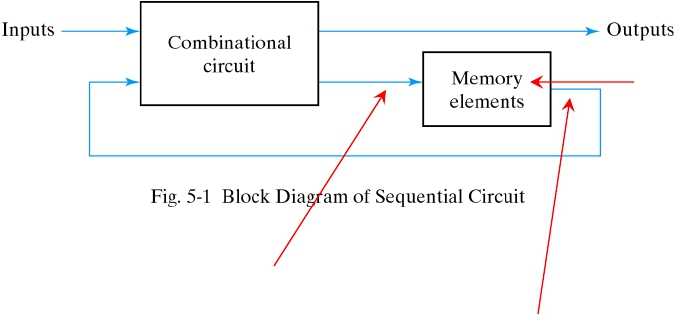 Inputs
Combinational
circuit
Outputs
Memory
elements
Fig. 5-1 Block Diagram of Sequential Circuit